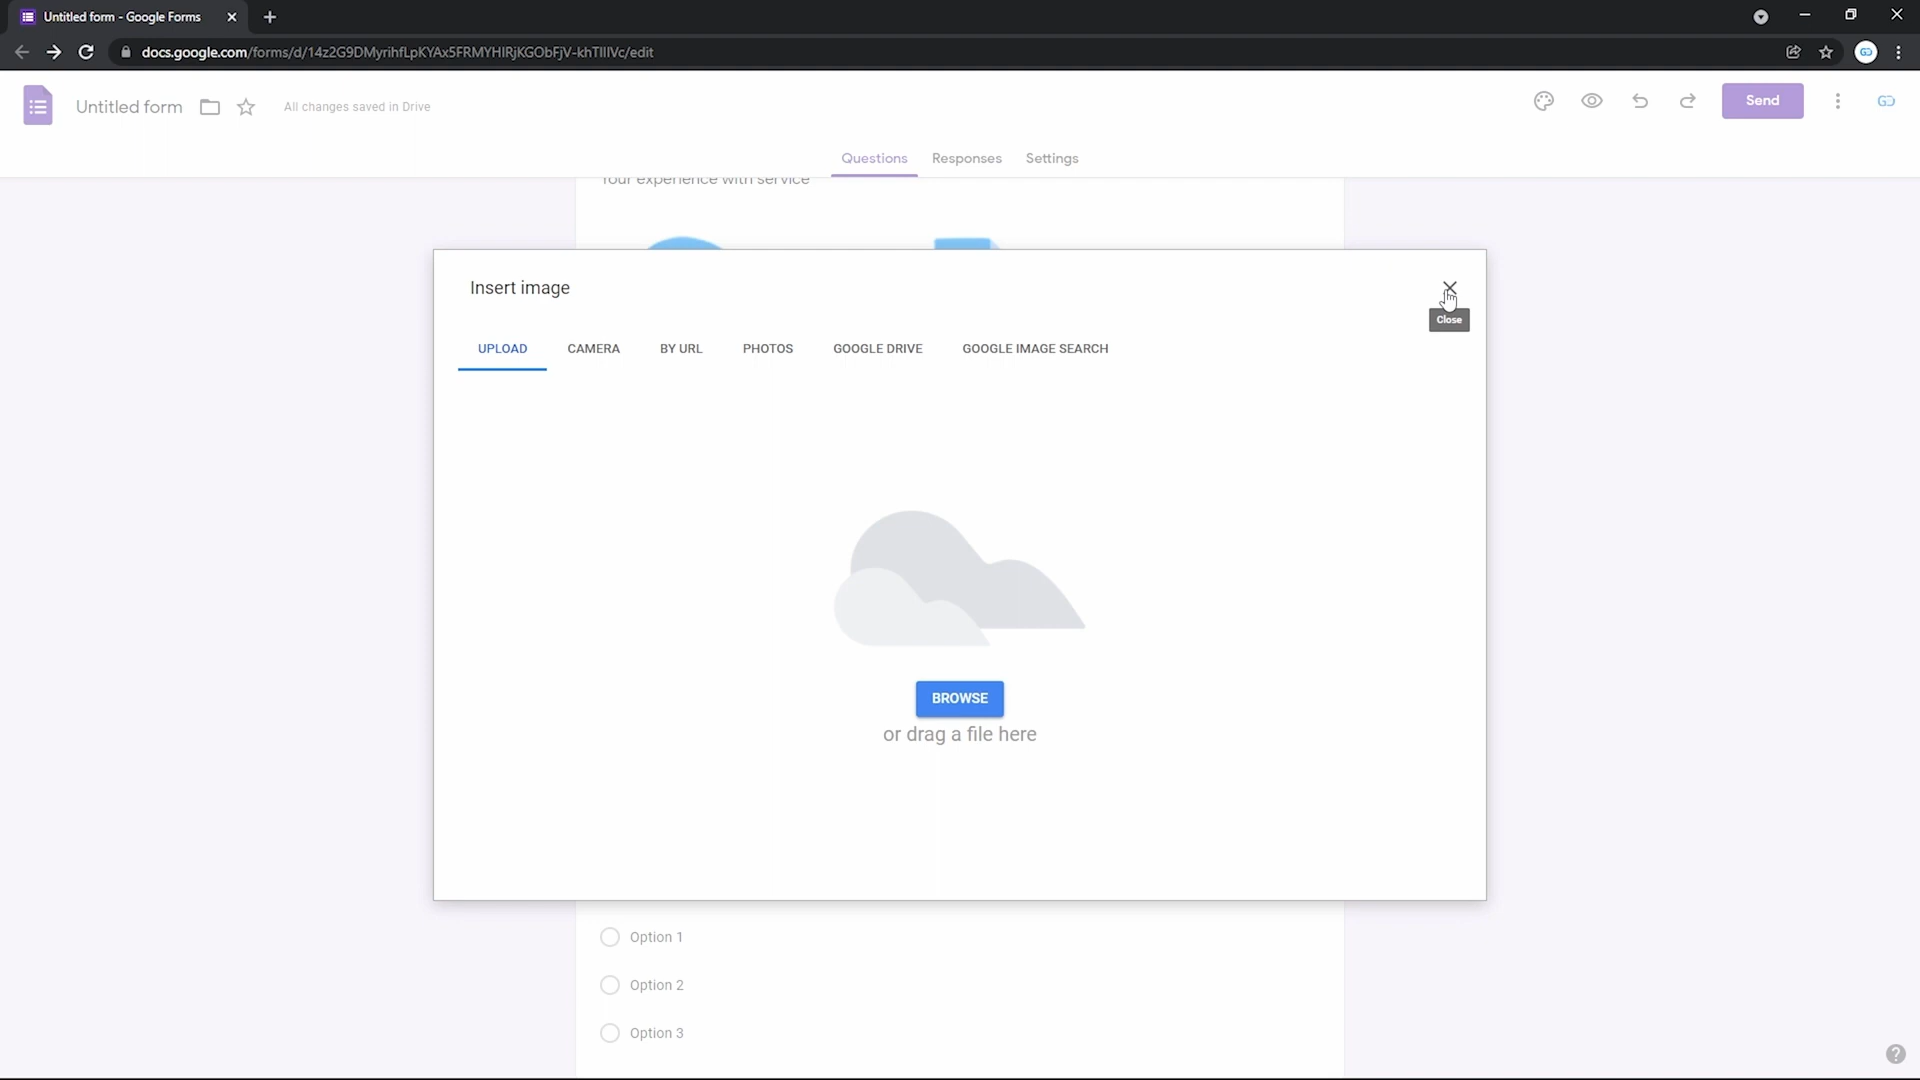 Untitled form - Google Forms
docs.google.com/forms/d/14z2G9DMyrihfLpKYAx5FRMYHIRjKGObFjV-khTIIIVc/edit
Untitled form
All changes saved in Drive
Send
Questions Responses Settings
Your experience with service
Insert image
Close
UPLOAD CAMERA BY URL PHOTOS GOOGLE DRIVE GOOGLE IMAGE SEARCH
BROWSE
or drag a file here
Option 1
Option 2
Option 3